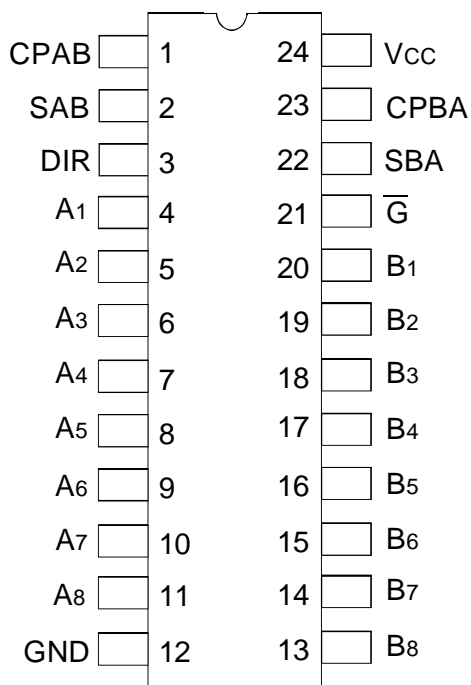 CPAB 1 24 VCC
SAB 2 23 CPBA
DIR 3 22 SBA
A1 4 21 G̅
A2 5 20 B1
A3 6 19 B2
A4 7 18 B3
A5 8 17 B4
A6 9 16 B5
A7 10 15 B6
A8 11 14 B7
GND 12 13 B8